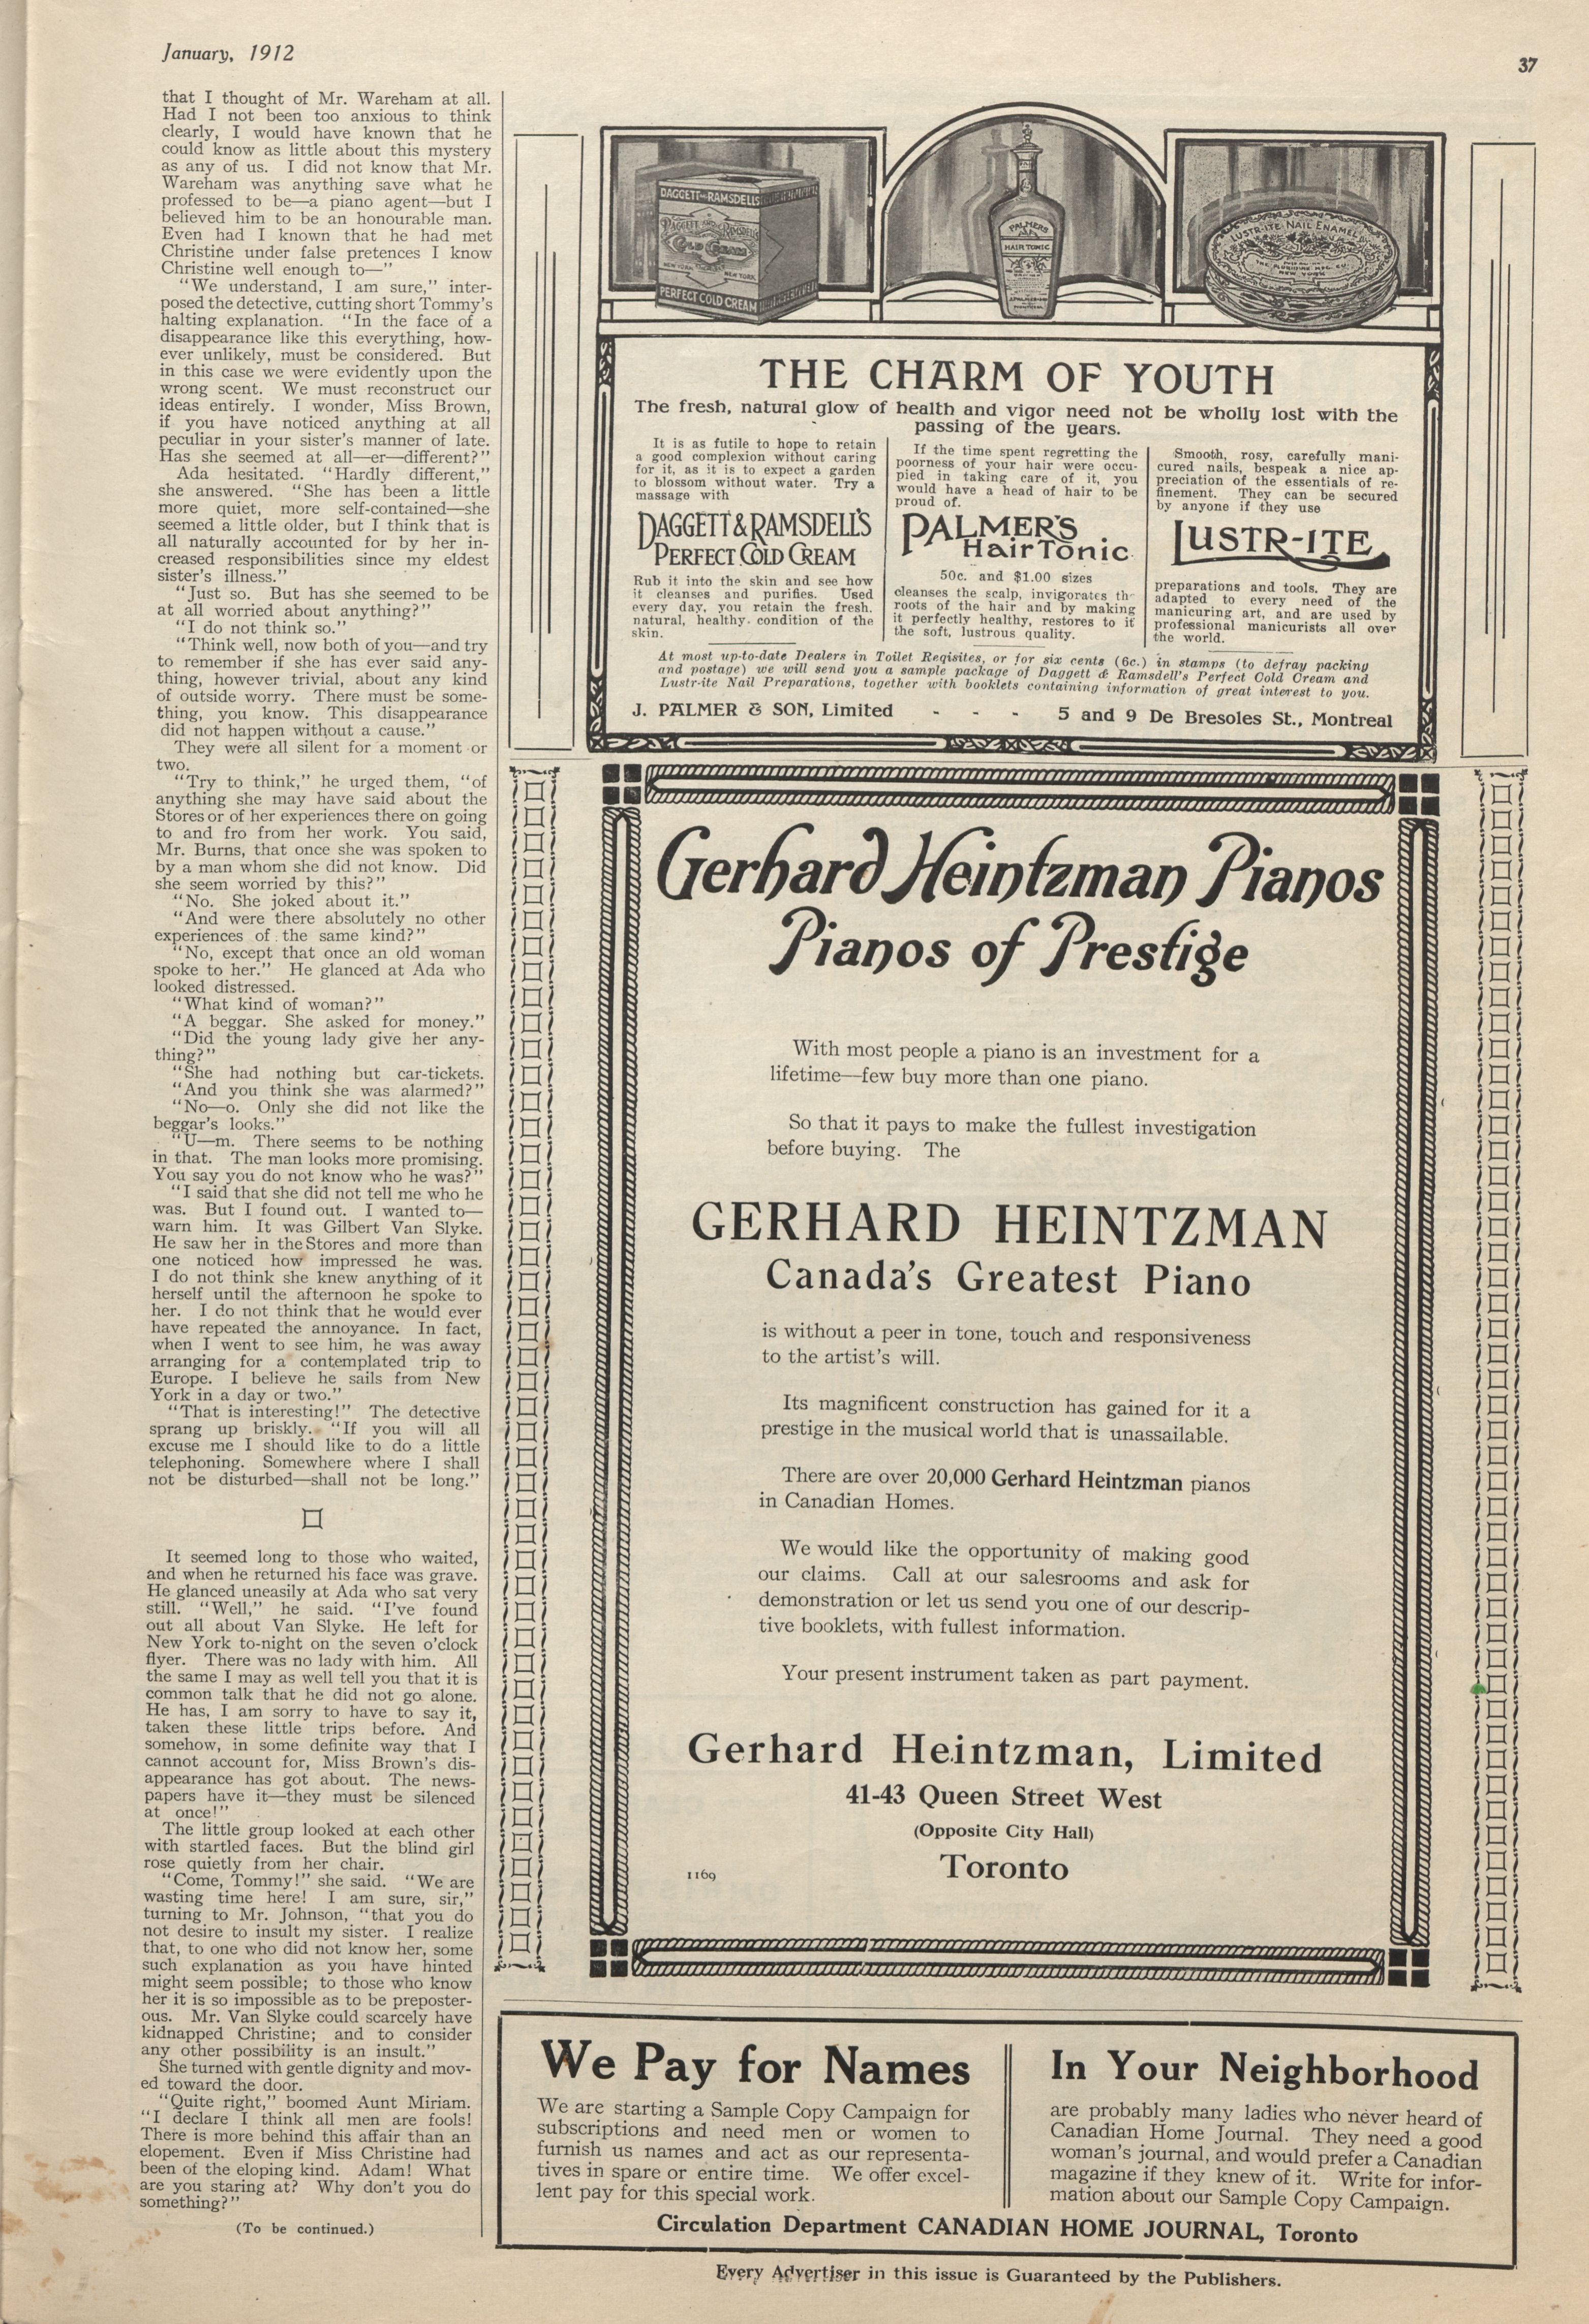 January, 1912
37
that I thought of Mr. Wareham at all.
Had I not been too anxious to think
clearly, I would have known that he
could know as little about this mystery
as any of us. I did not know that Mr.
Wareham was anything save what he
professed to be—a piano agent—but I
believed him to be an honourable man.
Even had I known that he had met
Christine under false pretences I know
Christine well enough to—"
"We understand, I am sure," inter-
posed the detective, cutting short Tommy's
halting explanation. "In the face of a
disappearance like this everything, how-
ever unlikely, must be considered. But
in this case we were evidently upon the
wrong scent. We must reconstruct our
ideas entirely. I wonder, Miss Brown,
if you have noticed anything at all
peculiar in your sister's manner of late.
Has she seemed at all—er—different?"
Ada hesitated. "Hardly different,"
she answered. "She has been a little
more quiet, more self-contained—she
seemed a little older, but I think that is
all naturally accounted for by her in-
creased responsibilities since my eldest
sister's illness."
"Just so. But has she seemed to be
at all worried about anything?"
"I do not think so."
"Think well, now both of you—and try
to remember if she has ever said any-
thing, however trivial, about any kind
of outside worry. There must be some-
thing, you know. This disappearance
did not happen without a cause."
They were all silent for a moment or
two.
"Try to think," he urged them, "of
anything she may have said about the
Stores or of her experiences there on going
to and fro from her work. You said,
Mr. Burns, that once she was spoken to
by a man whom she did not know. Did
she seem worried by this?"
"No. She joked about it."
"And were there absolutely no other
experiences of the same kind?"
"No, except that once an old woman
spoke to her." He glanced at Ada who
looked distressed.
"What kind of woman?"
"A beggar. She asked for money."
"Did the young lady give her any-
thing?"
"She had nothing but car-tickets.
"And you think she was alarmed?"
"No—o. Only she did not like the
beggar's looks."
"U—m. There seems to be nothing
in that. The man looks more promising.
You say you do not know who he was?"
"I said that she did not tell me who he
was. But I found out. I wanted to—
warn him. It was Gilbert Van Slyke.
He saw her in the Stores and more than
one noticed how impressed he was.
I do not think she knew anything of it
herself until the afternoon he spoke to
her. I do not think that he would ever
have repeated the annoyance. In fact,
when I went to see him, he was away
arranging for a contemplated trip to
Europe. I believe he sails from New
York in a day or two."
"That is interesting!" The detective
sprang up briskly. "If you will all
excuse me I should like to do a little
telephoning. Somewhere where I shall
not be disturbed—shall not be long."
It seemed long to those who waited,
and when he returned his face was grave.
He glanced uneasily at Ada who sat very
still. "Well," he said. "I've found
out all about Van Slyke. He left for
New York to-night on the seven o'clock
flyer. There was no lady with him. All
the same I may as well tell you that it is
common talk that he did not go alone.
He has, I am sorry to have to say it,
taken these little trips before. And
somehow, in some definite way that I
cannot account for, Miss Brown's dis-
appearance has got about. The news-
papers have it—they must be silenced
at once!"
The little group looked at each other
with startled faces. But the blind girl
rose quietly from her chair.
"Come, Tommy!" she said. "We are
wasting time here! I am sure, sir,"
turning to Mr. Johnson, "that you do
not desire to insult my sister. I realize
that, to one who did not know her, some
such explanation as you have hinted
might seem possible; to those who know
her it is so impossible as to be preposter-
ous. Mr. Van Slyke could scarcely have
kidnapped Christine; and to consider
any other possibility is an insult."
She turned with gentle dignity and mov-
ed toward the door.
"Quite right," boomed Aunt Miriam.
"I declare I think all men are fools!
There is more behind this affair than an
elopement. Even if Miss Christine had
been of the eloping kind. Adam! What
are you staring at? Why don't you do
something?"
(To be continued.)
DAGGETT AND RAMSDELL'S
DAGGETT AND RAMSDELL'S
COLD CREAM
NEW YORK
NEW YORK
PERFECT COLD CREAM
PALMERS
HAIR TONIC
LUSTR-ITE NAIL ENAMEL
NEW YORK
THE CHARM OF YOUTH
The fresh, natural glow of health and vigor need not be wholly lost with the
passing of the years.
It is as futile to hope to retain
a good complexion without caring
for it, as it is to expect a garden
to blossom without water. Try a
massage with
DAGGETT & RAMSDELL'S
PERFECT COLD CREAM
Rub it into the skin and see how
it cleanses and purifies. Used
every day, you retain the fresh,
natural, healthy condition of the
skin.
If the time spent regretting the
poorness of your hair were occu-
pied in taking care of it, you
would have a head of hair to be
proud of.
PALMER'S
Hair Tonic
50c. and $1.00 sizes
cleanses the scalp, invigorates th
roots of the hair and by making
it perfectly healthy, restores to it
the soft, lustrous quality.
Smooth, rosy, carefully mani-
cured nails, bespeak a nice ap-
preciation of the essentials of re-
finement. They can be secured
by anyone if they use
LUSTR-ITE
preparations and tools. They are
adapted to every need of the
manicuring art, and are used by
professional manicurists all over
the world.
At most up-to-date Dealers in Toilet Reqisites, or for six cents (6c.) in stamps (to defray packing
and postage) we will send you a sample package of Daggett & Ramsdell's Perfect Cold Cream and
Lustr-ite Nail Preparations, together with booklets containing information of great interest to you.
J. PALMER & SON, Limited - - - 5 and 9 De Bresoles St., Montreal
Gerhard Heintzman Pianos
Pianos of Prestige
With most people a piano is an investment for a
lifetime—few buy more than one piano.
So that it pays to make the fullest investigation
before buying. The
GERHARD HEINTZMAN
Canada's Greatest Piano
is without a peer in tone, touch and responsiveness
to the artist's will.
Its magnificent construction has gained for it a
prestige in the musical world that is unassailable.
There are over 20,000 Gerhard Heintzman pianos
in Canadian Homes.
We would like the opportunity of making good
our claims. Call at our salesrooms and ask for
demonstration or let us send you one of our descrip-
tive booklets, with fullest information.
Your present instrument taken as part payment.
Gerhard Heintzman, Limited
41-43 Queen Street West
(Opposite City Hall)
Toronto
1169
We Pay for Names
We are starting a Sample Copy Campaign for
subscriptions and need men or women to
furnish us names and act as our representa-
tives in spare or entire time. We offer excel-
lent pay for this special work.
In Your Neighborhood
are probably many ladies who never heard of
Canadian Home Journal. They need a good
woman's journal, and would prefer a Canadian
magazine if they knew of it. Write for infor-
mation about our Sample Copy Campaign.
Circulation Department CANADIAN HOME JOURNAL, Toronto
Every Advertiser in this issue is Guaranteed by the Publishers.